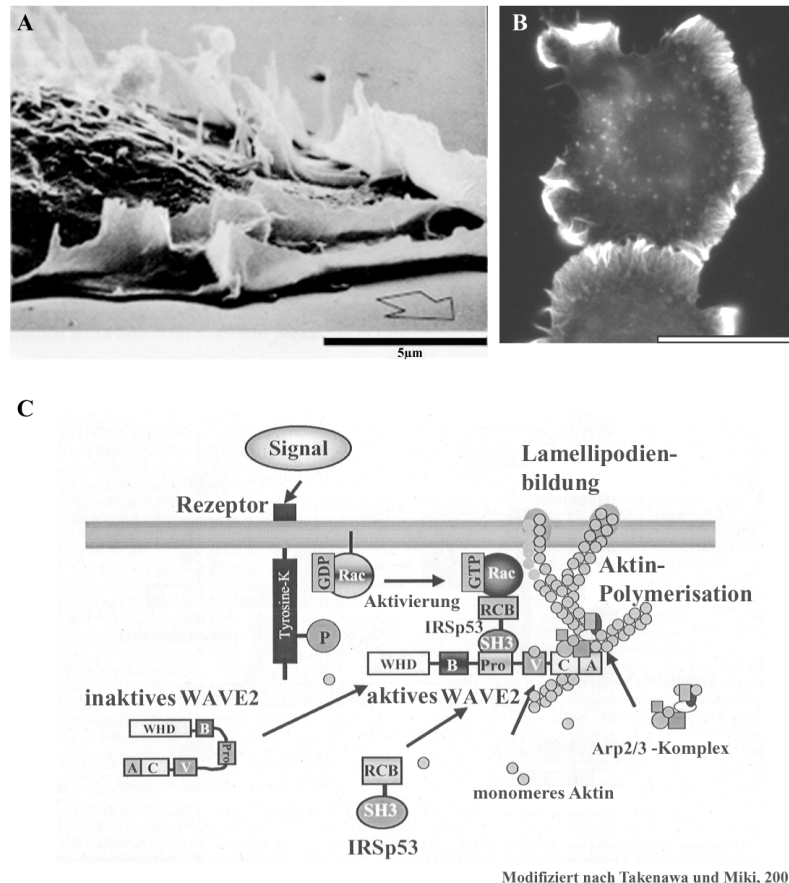 A
B
5µm
C
Signal
Rezeptor
Lamellipodien-
bildung
GDP
Rac
Aktivierung
GTP
Rac
RCB
IRSp53
SH3
Tyrosine-K
P
Aktin-
Polymerisation
WHD B Pro V C A
inaktives WAVE2
aktives WAVE2
WHD B
Pro
A C V
Arp2/3 -Komplex
RCB
SH3
IRSp53
monomeres Aktin
Modifiziert nach Takenawa und Miki, 200